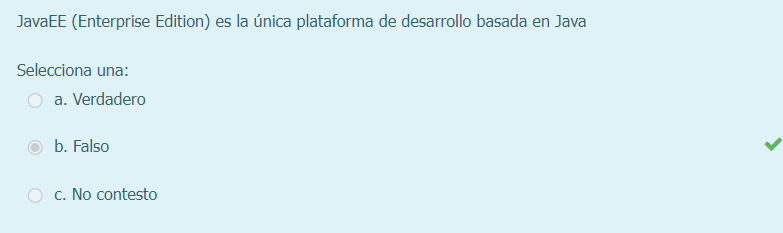 JavaEE (Enterprise Edition) es la única plataforma de desarrollo basada en Java
Selecciona una:
a. Verdadero
b. Falso
c. No contesto